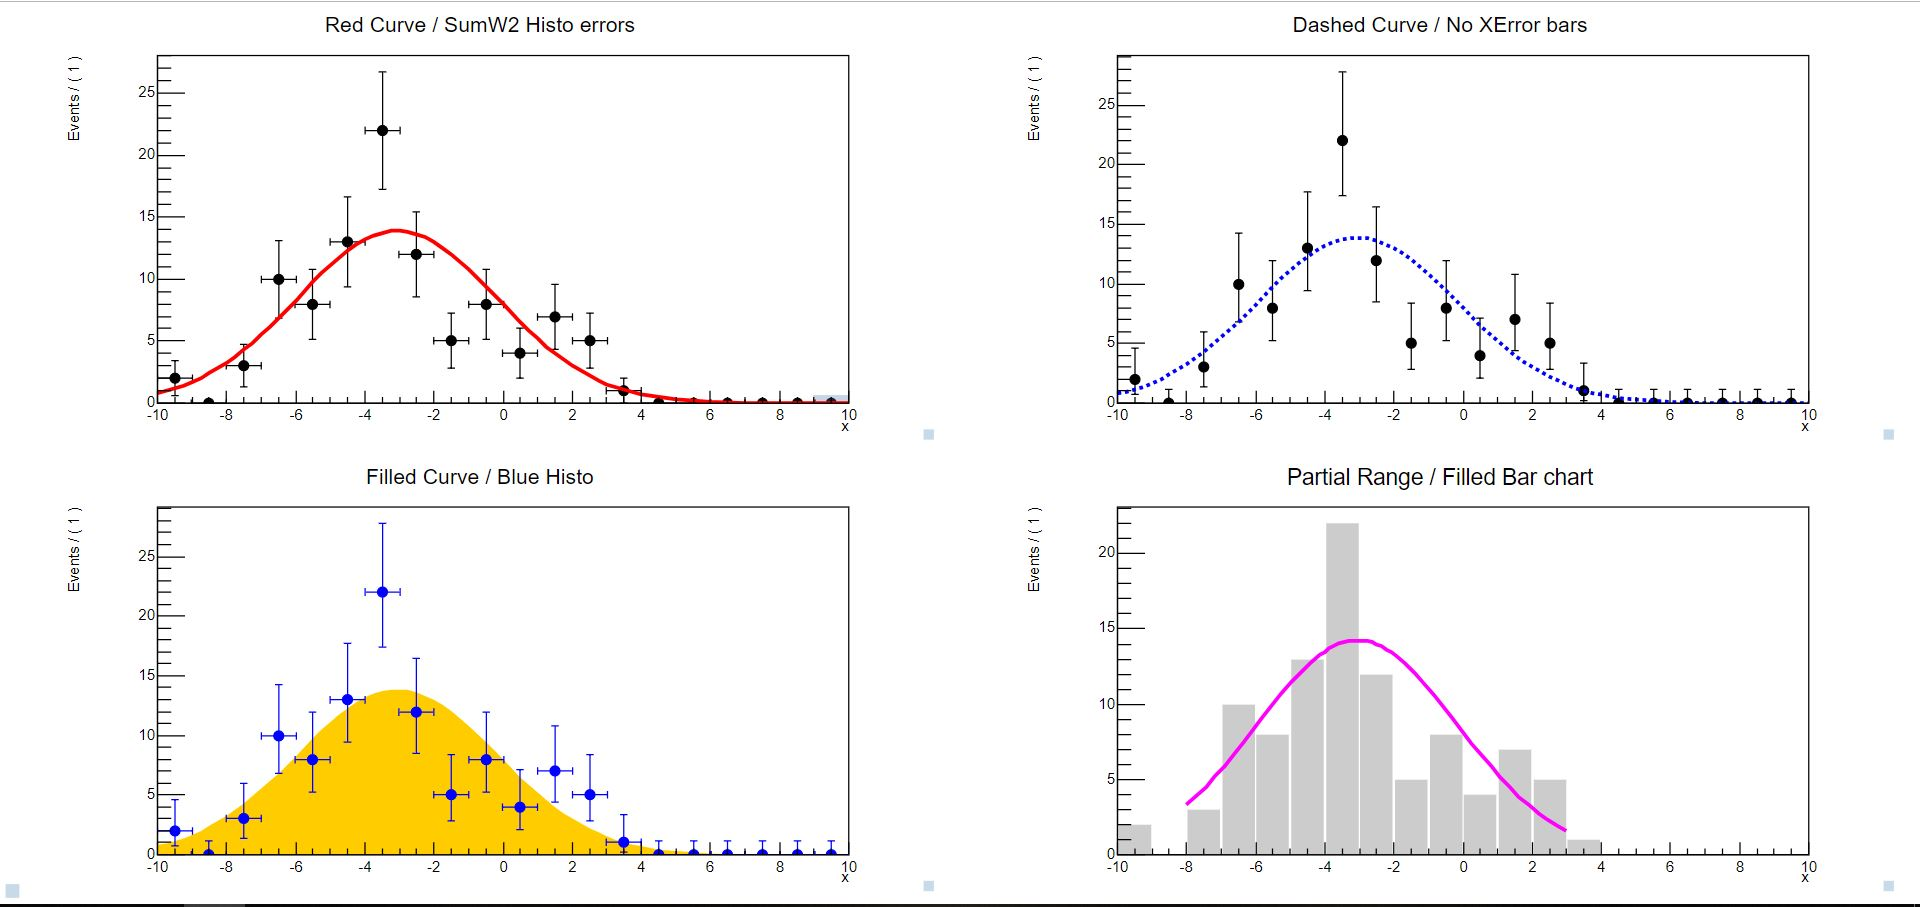 Red Curve / SumW2 Histo errors
Events / ( 1 )
25
20
15
10
5
0
-10 -8 -6 -4 -2 0 2 4 6 8 10
x
Dashed Curve / No XError bars
Events / ( 1 )
25
20
15
10
5
0
-10 -8 -6 -4 -2 0 2 4 6 8 10
x
Filled Curve / Blue Histo
Events / ( 1 )
25
20
15
10
5
0
-10 -8 -6 -4 -2 0 2 4 6 8 10
x
Partial Range / Filled Bar chart
Events / ( 1 )
20
15
10
5
0
-10 -8 -6 -4 -2 0 2 4 6 8 10
x